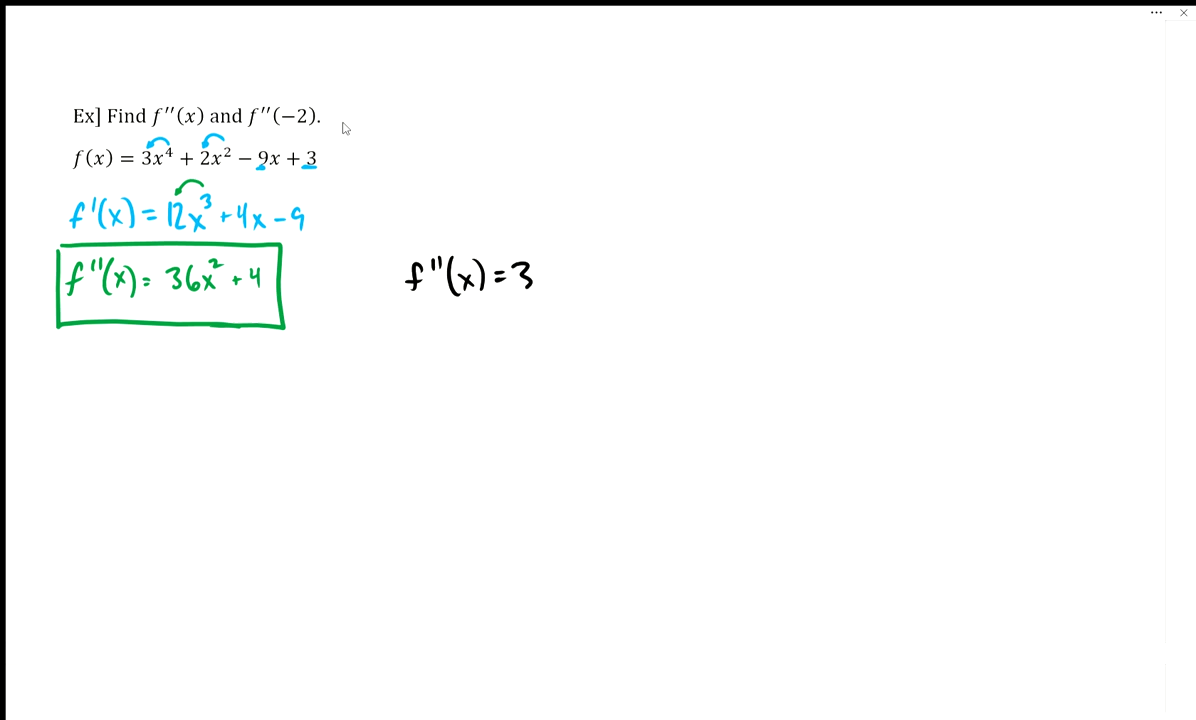 Ex] Find f′′(x) and f′′(−2).
f(x) = 3x⁴ + 2x² − 9x + 3
f'(x) = 12x³ + 4x − 9
f''(x) = 36x² + 4
f''(x) = 3